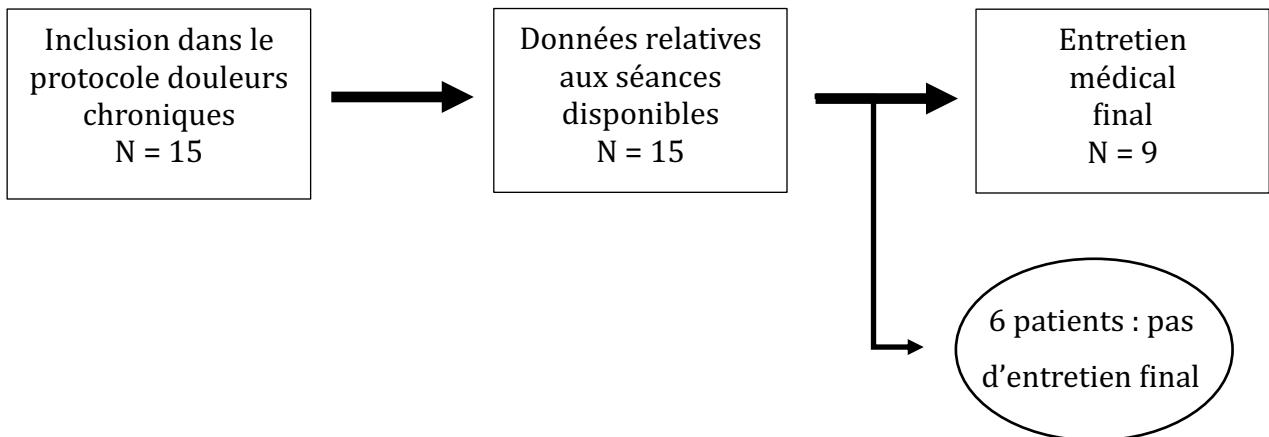 Inclusion dans le
protocole douleurs
chroniques
N = 15
Données relatives
aux séances
disponibles
N = 15
Entretien
médical
final
N = 9
6 patients : pas
d’entretien final